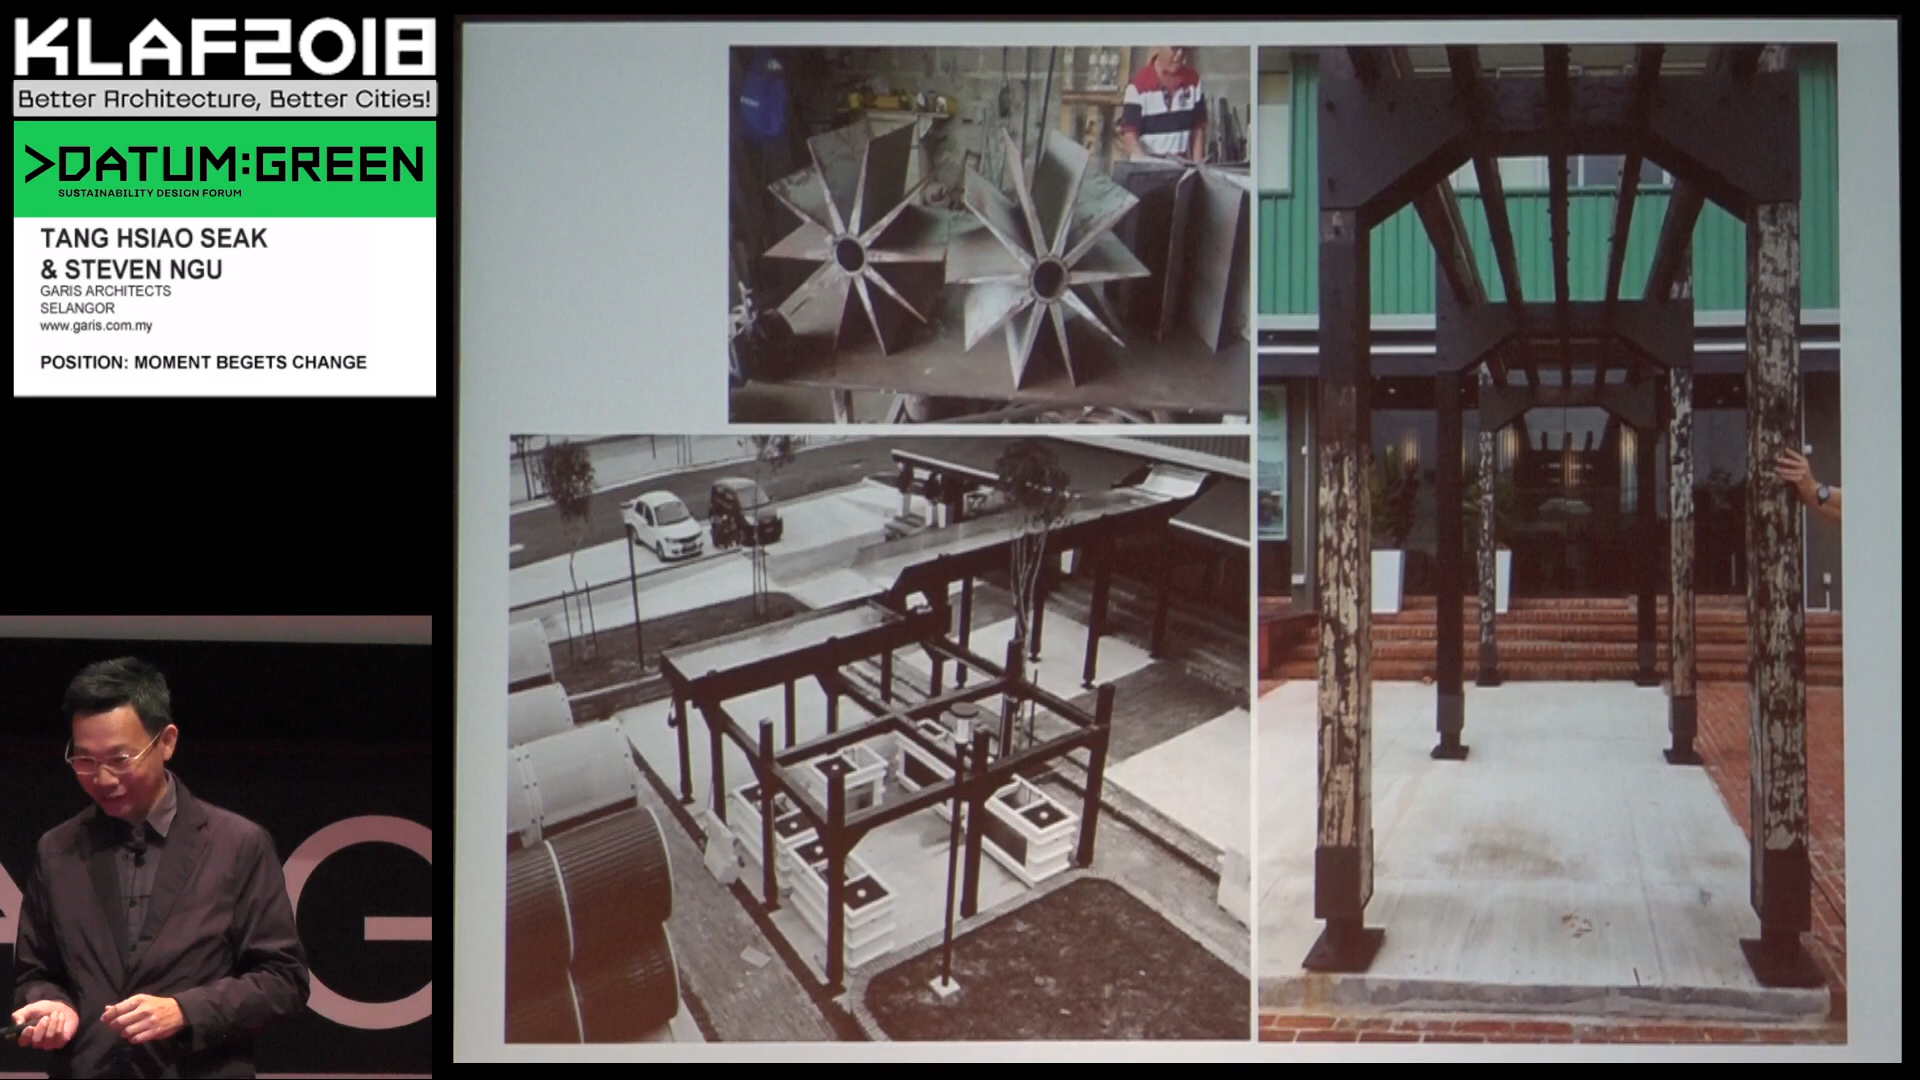 KLAF2018
Better Architecture, Better Cities!
>DATUM:GREEN
SUSTAINABILITY DESIGN FORUM
TANG HSIAO SEAK
& STEVEN NGU
GARIS ARCHITECTS
SELANGOR
www.garis.com.my
POSITION: MOMENT BEGETS CHANGE
G